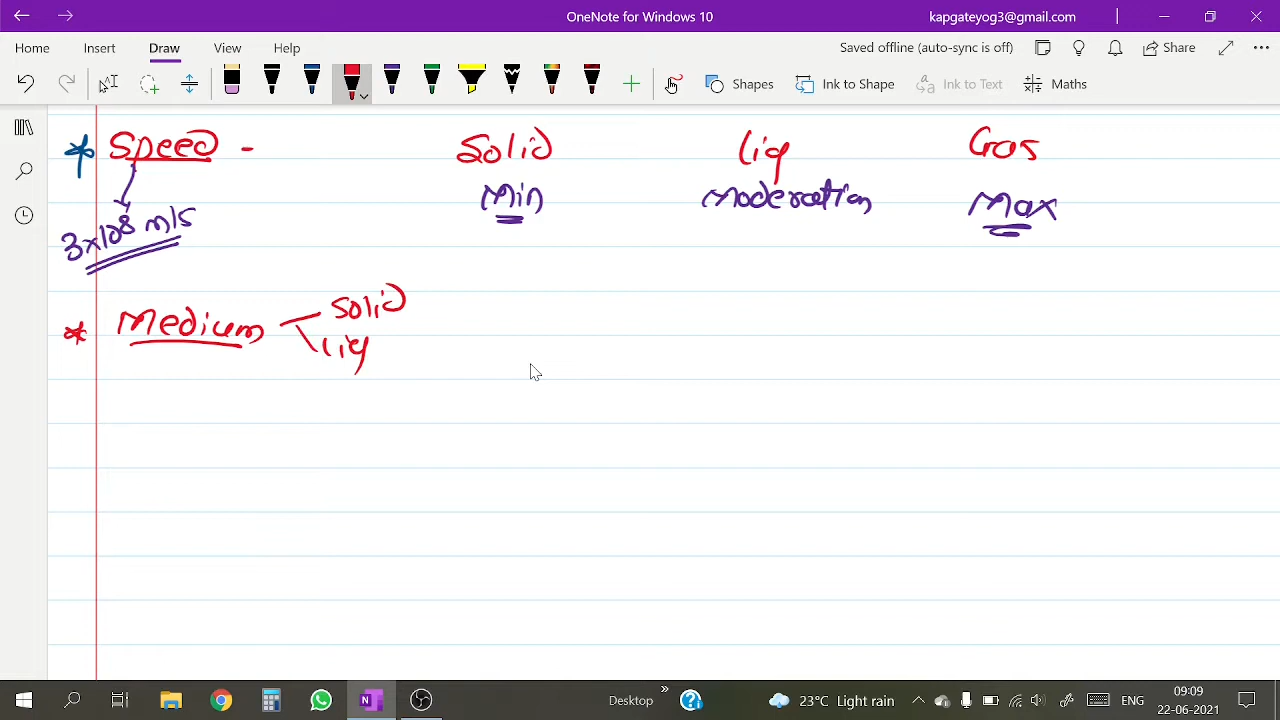 OneNote for Windows 10
kapgateyog3@gmail.com
Home Insert Draw View Help
Saved offline (auto-sync is off)
Share
Shapes
Ink to Shape
Ink to Text
Maths
* Speed - Solid Liq Gas
Min Moderation Max
3×10⁸ m/s
* Medium Solid
Liq
Desktop
23°C Light rain
ENG
09:09
22-06-2021